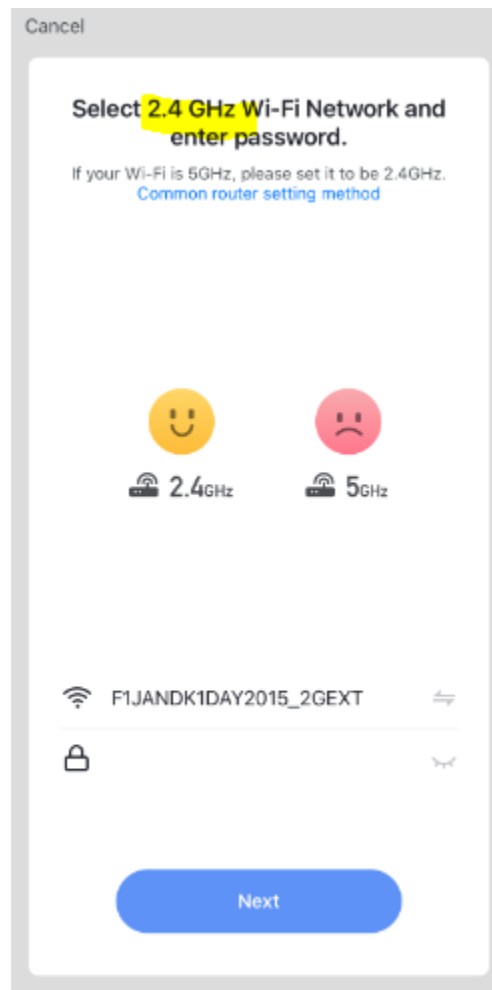 Cancel
Select 2.4 GHz Wi-Fi Network and
enter password.
If your Wi-Fi is 5GHz, please set it to be 2.4GHz.
Common router setting method
2.4GHz 5GHz
F1JANDK1DAY2015_2GEXT
Next